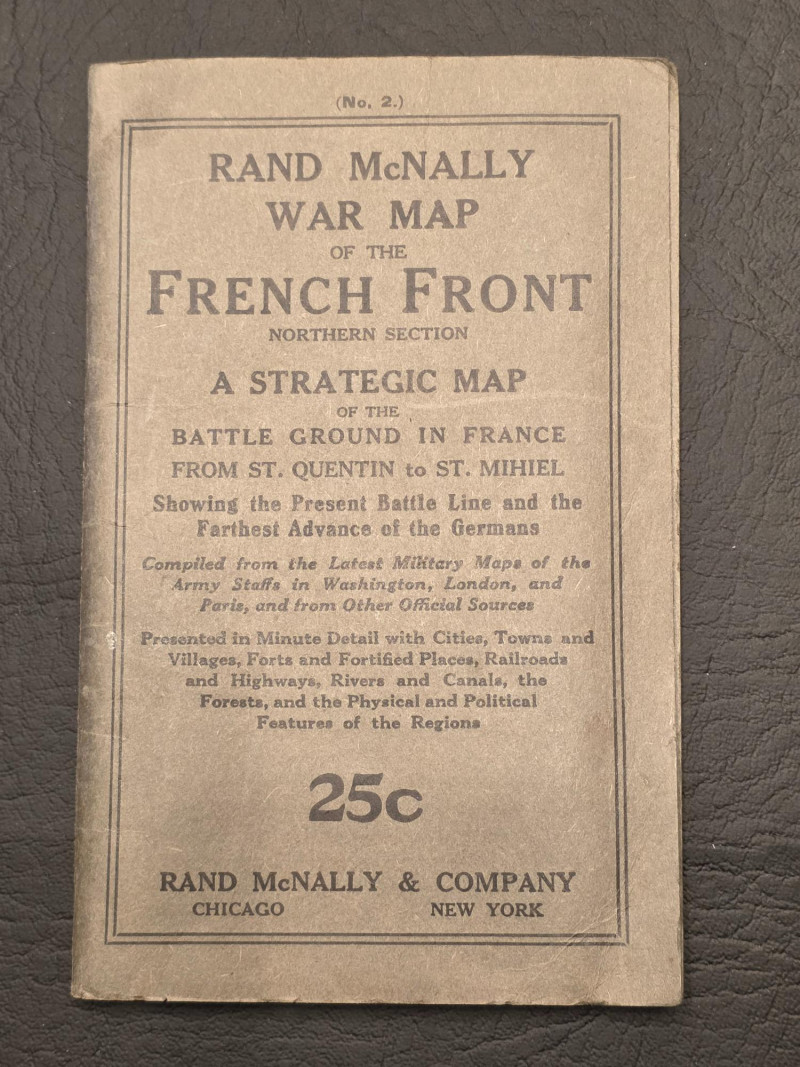 (No. 2.)
RAND McNALLY
WAR MAP
OF THE
FRENCH FRONT
NORTHERN SECTION
A STRATEGIC MAP
OF THE
BATTLE GROUND IN FRANCE
FROM ST. QUENTIN to ST. MIHIEL
Showing the Present Battle Line and the
Farthest Advance of the Germans
Compiled from the Latest Military Maps of the
Army Staffs in Washington, London, and
Paris, and from Other Official Sources
Presented in Minute Detail with Cities, Towns and
Villages, Forts and Fortified Places, Railroads
and Highways, Rivers and Canals, the
Forests, and the Physical and Political
Features of the Regions
25c
RAND McNALLY & COMPANY
CHICAGO NEW YORK